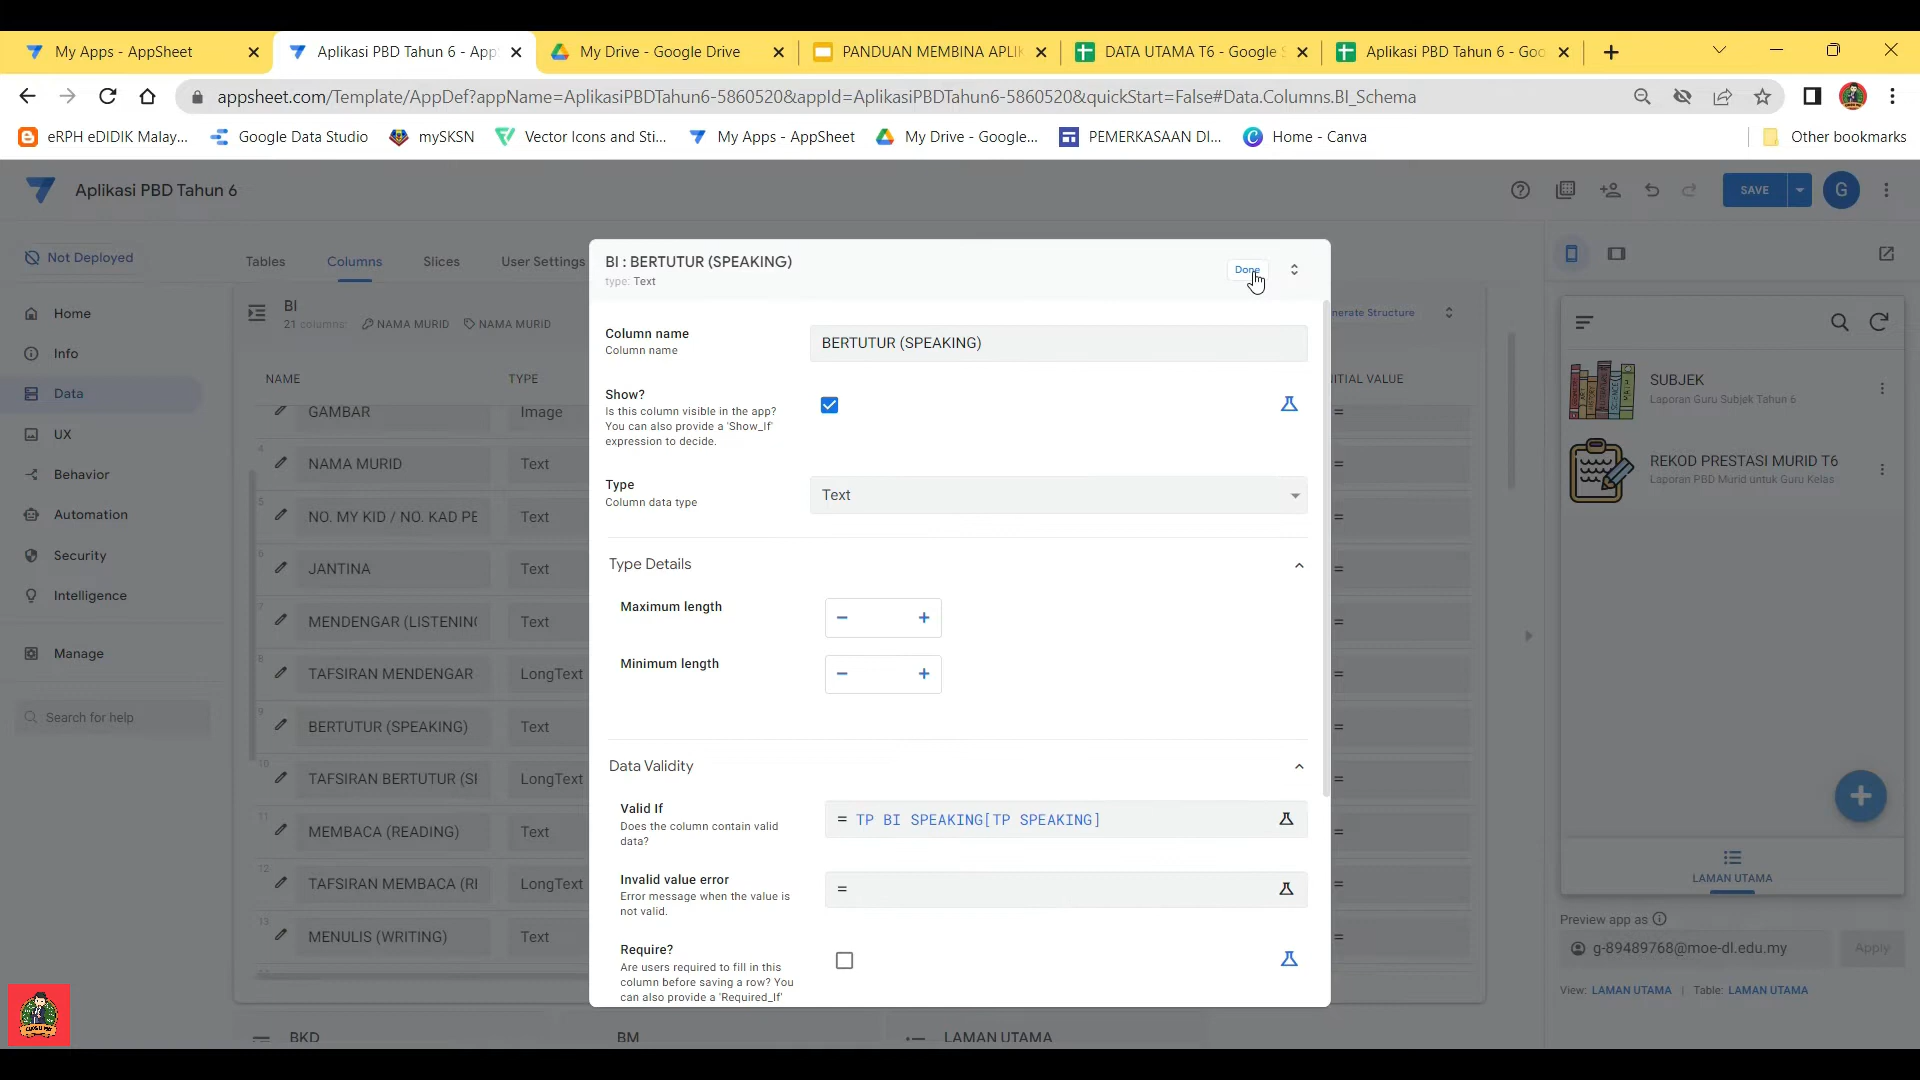 My Apps - AppSheet
Aplikasi PBD Tahun 6 - App
My Drive - Google Drive
PANDUAN MEMBINA APLIK
DATA UTAMA T6 - Google S
Aplikasi PBD Tahun 6 - Goo
appsheet.com/Template/AppDef?appName=AplikasiPBDTahun6-5860520&appId=AplikasiPBDTahun6-5860520&quickStart=False#Data.Columns.BI_Schema
eRPH eDIDIK Malay...
Google Data Studio
mySKSN
Vector Icons and Sti...
My Apps - AppSheet
My Drive - Google...
PEMERKASAAN DI...
Home - Canva
Other bookmarks
Aplikasi PBD Tahun 6
SAVE
G
Not Deployed
Home
Info
Data
UX
Behavior
Automation
Security
Intelligence
Manage
Search for help
Tables
Columns
Slices
User Settings
BI
21 columns: NAMA MURID NAMA MURID
nerate Structure
NAME
TYPE
NITIAL VALUE
GAMBAR
Image
=
4
NAMA MURID
Text
=
5
NO. MY KID / NO. KAD PE
Text
=
6
JANTINA
Text
=
7
MENDENGAR (LISTENING
Text
=
8
TAFSIRAN MENDENGAR
LongText
=
9
BERTUTUR (SPEAKING)
Text
=
10
TAFSIRAN BERTUTUR (SI
LongText
=
11
MEMBACA (READING)
Text
=
12
TAFSIRAN MEMBACA (RI
LongText
=
13
MENULIS (WRITING)
Text
=
BKD
BM
LAMAN UTAMA
BI : BERTUTUR (SPEAKING)
type: Text
Done
Column name
Column name
BERTUTUR (SPEAKING)
Show?
Is this column visible in the app?
You can also provide a 'Show_If'
expression to decide.
Type
Column data type
Text
Type Details
Maximum length
Minimum length
Data Validity
Valid If
Does the column contain valid
data?
= TP BI SPEAKING[TP SPEAKING]
Invalid value error
Error message when the value is
not valid.
=
Require?
Are users required to fill in this
column before saving a row? You
can also provide a 'Required_If'
SUBJEK
Laporan Guru Subjek Tahun 6
REKOD PRESTASI MURID T6
Laporan PBD Murid untuk Guru Kelas
LAMAN UTAMA
Preview app as
g-89489768@moe-dl.edu.my
Apply
View: LAMAN UTAMA | Table: LAMAN UTAMA